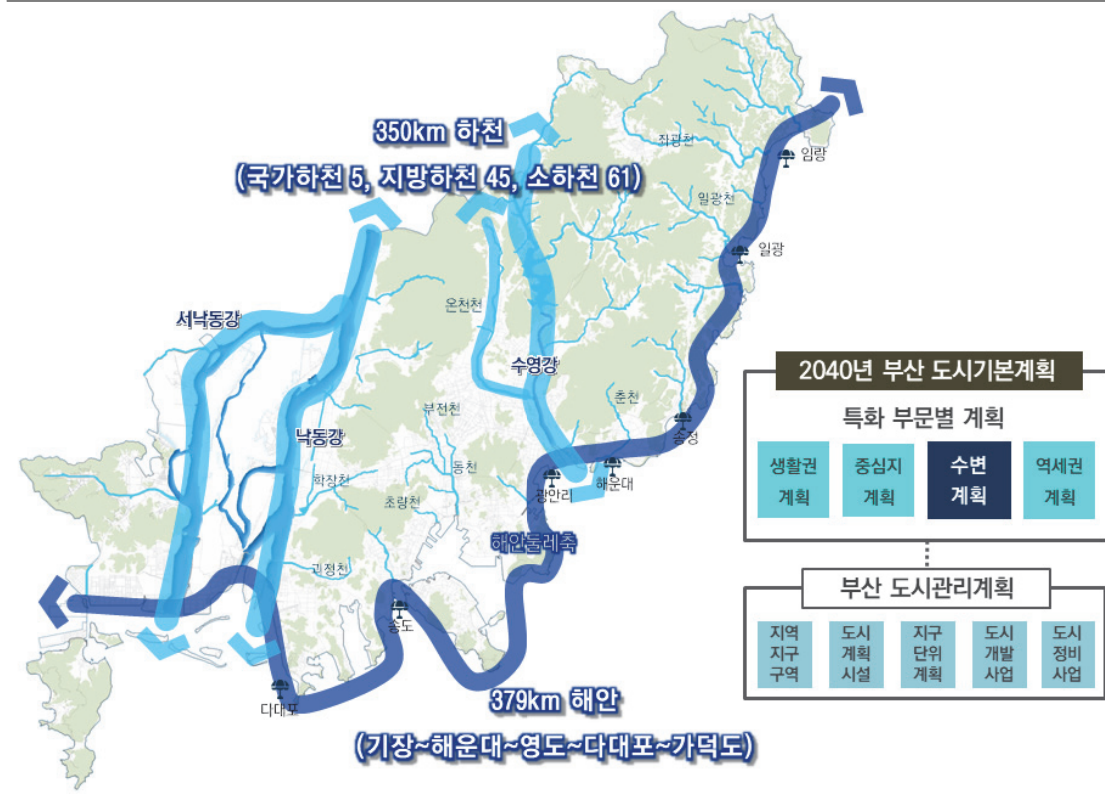 350km 하천
(국가하천 5, 지방하천 45, 소하천 61)
좌광천
임랑
일광천
일광
온천천
서낙동강
수영강
2040년 부산 도시기본계획
특화 부문별 계획
생활권
계획
중심지
계획
수변
계획
역세권
계획
춘천
부전천
송정
낙동강
동천
해운대
학장천
광안리
초량천
해안둘레축
괴정천
부산 도시관리계획
지역
지구
구역
도시
계획
시설
지구
단위
계획
도시
개발
사업
도시
정비
사업
송도
다대포
379km 해안
(기장~해운대~영도~다대포~가덕도)